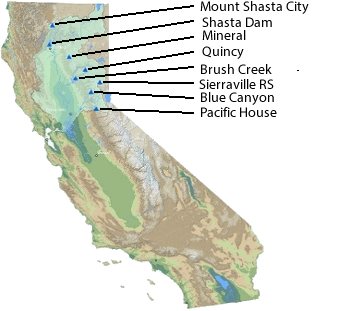 Mount Shasta City
Shasta Dam
Mineral
Quincy
Brush Creek
Sierraville RS
Blue Canyon
Pacific House